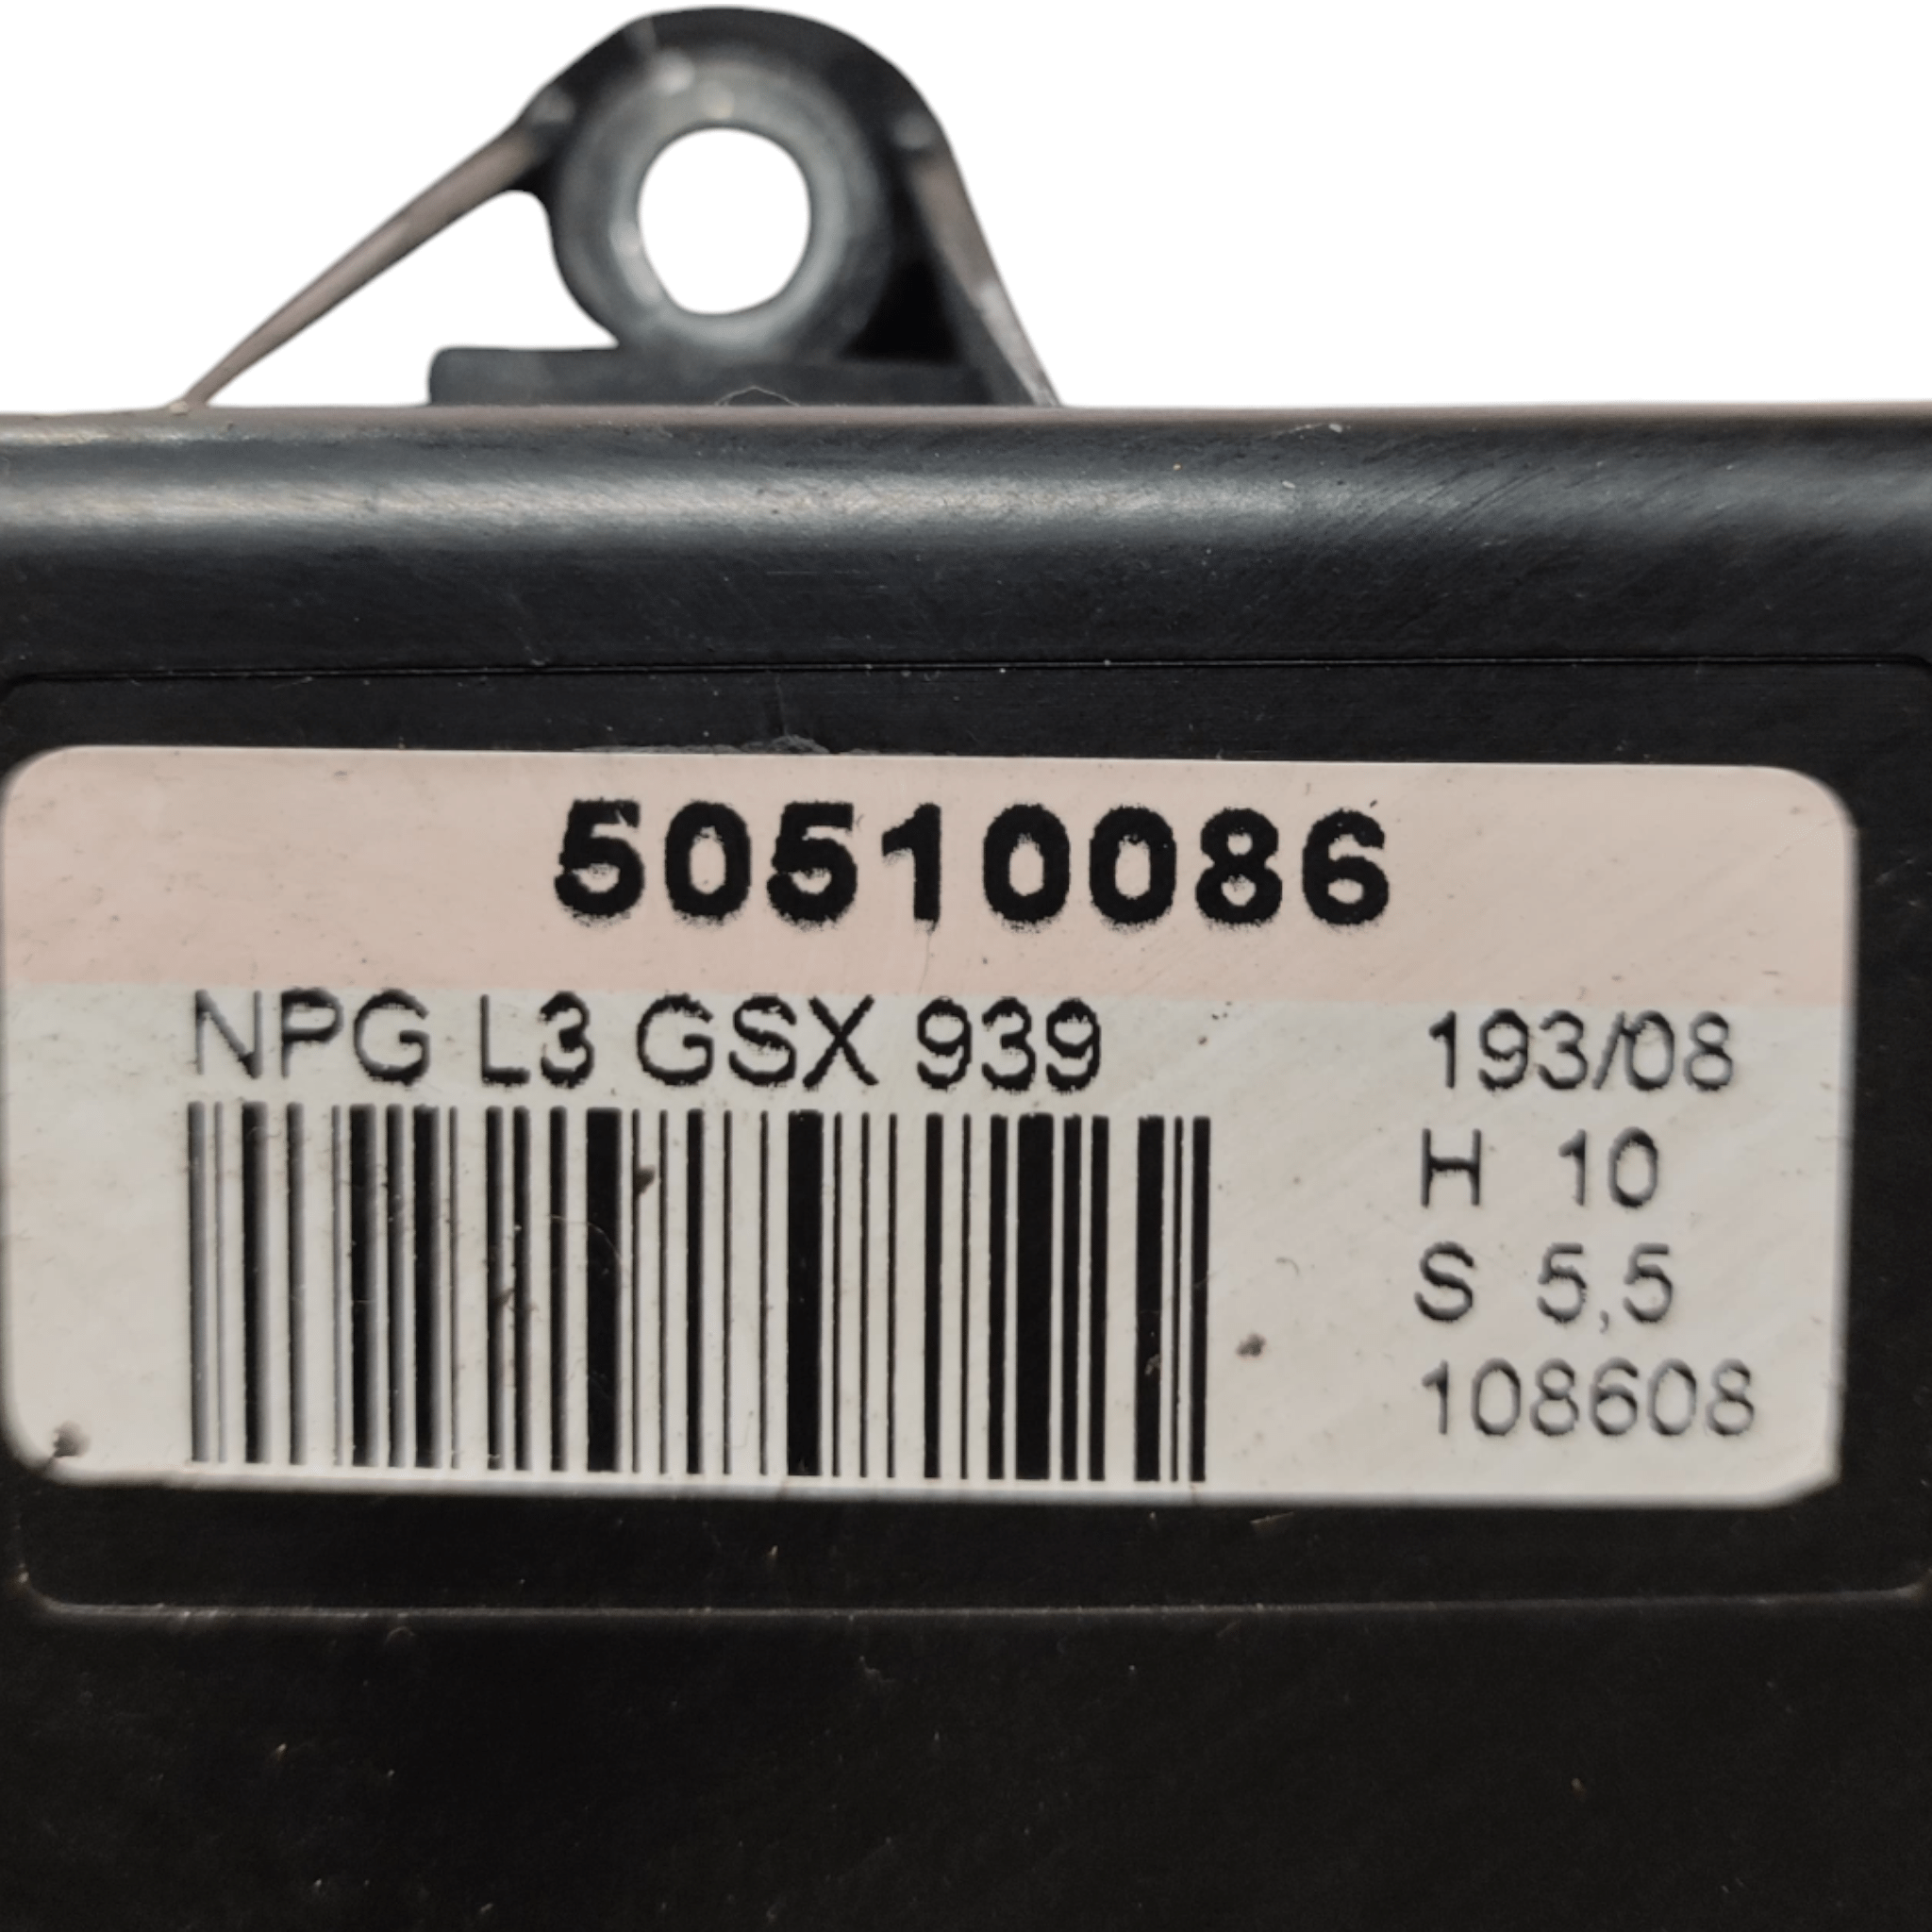 50510086
NPG L3 GSX 939
193/08
H 10
S 5,5
108608